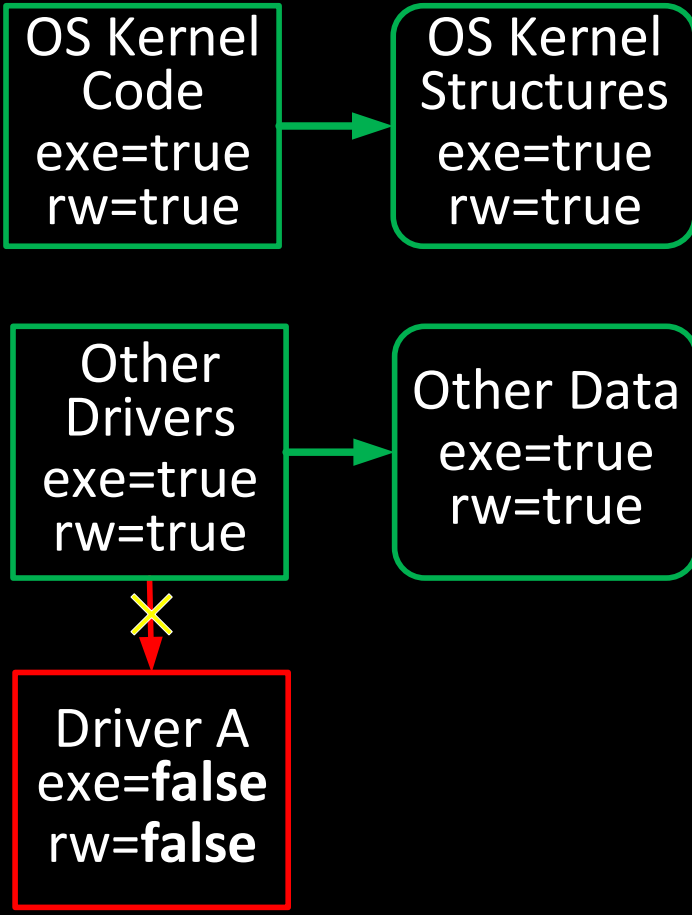 OS Kernel
Code
exe=true
rw=true
OS Kernel
Structures
exe=true
rw=true
Other
Drivers
exe=true
rw=true
Other Data
exe=true
rw=true
Driver A
exe=false
rw=false